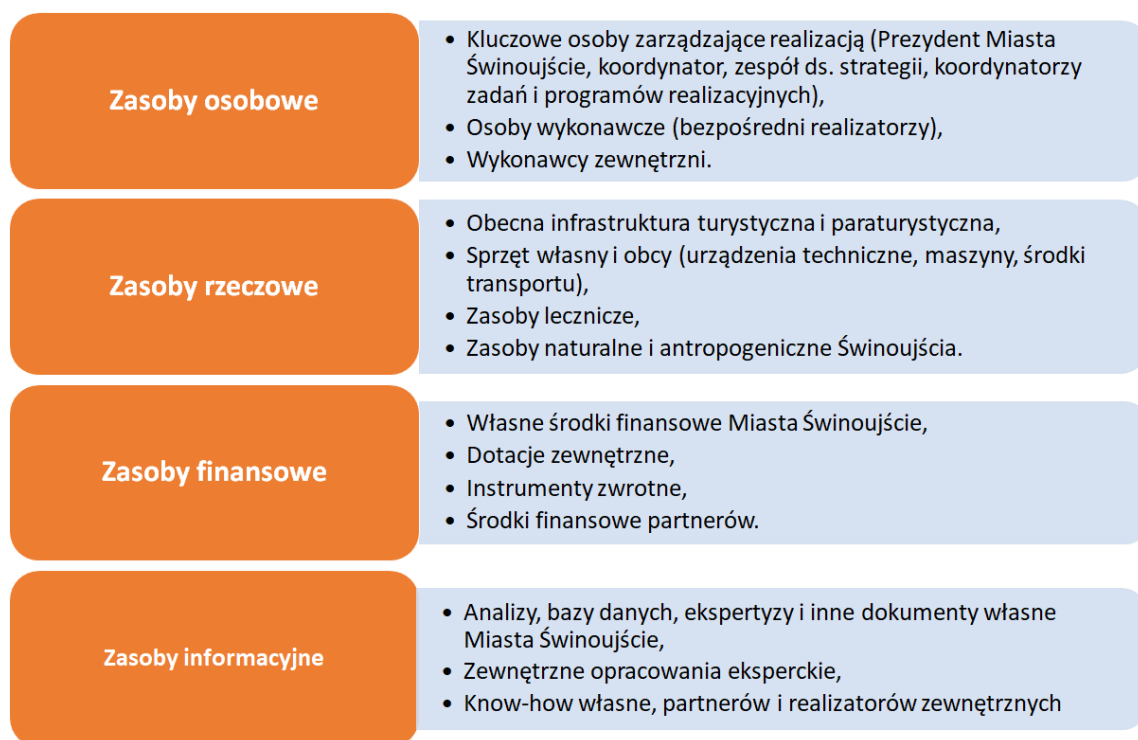 Zasoby osobowe
• Kluczowe osoby zarządzające realizacją (Prezydent Miasta
Świnoujście, koordynator, zespół ds. strategii, koordynatorzy
zadań i programów realizacyjnych),
• Osoby wykonawcze (bezpośredni realizatorzy),
• Wykonawcy zewnętrzni.
Zasoby rzeczowe
• Obecna infrastruktura turystyczna i paraturystyczna,
• Sprzęt własny i obcy (urządzenia techniczne, maszyny, środki
transportu),
• Zasoby lecznicze,
• Zasoby naturalne i antropogeniczne Świnoujścia.
Zasoby finansowe
• Własne środki finansowe Miasta Świnoujście,
• Dotacje zewnętrzne,
• Instrumenty zwrotne,
• Środki finansowe partnerów.
Zasoby informacyjne
• Analizy, bazy danych, ekspertyzy i inne dokumenty własne
Miasta Świnoujście,
• Zewnętrzne opracowania eksperckie,
• Know-how własne, partnerów i realizatorów zewnętrznych